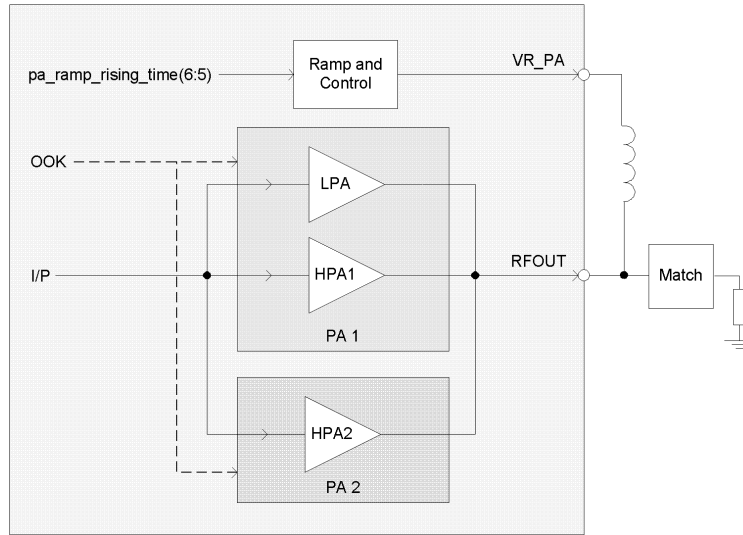 pa_ramp_rising_time(6:5)
Ramp and
Control
VR_PA
OOK
LPA
I/P
HPA1
RFOUT
Match
PA 1
HPA2
PA 2